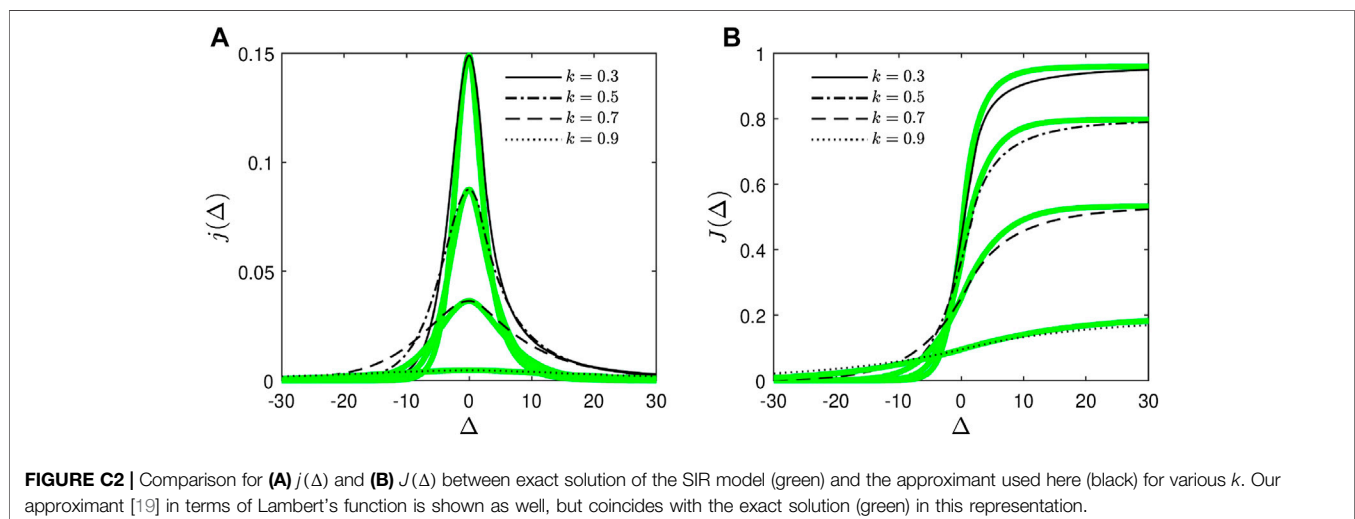 A
B
0.15
0.1
0.05
0
j(Δ)
k = 0.3
k = 0.5
k = 0.7
k = 0.9
-30 -20 -10 0 10 20 30
Δ
1
0.8
0.6
0.4
0.2
0
J(Δ)
k = 0.3
k = 0.5
k = 0.7
k = 0.9
-30 -20 -10 0 10 20 30
Δ
FIGURE C2 | Comparison for (A) j(Δ) and (B) J(Δ) between exact solution of the SIR model (green) and the approximant used here (black) for various k. Our
approximant [19] in terms of Lambert’s function is shown as well, but coincides with the exact solution (green) in this representation.